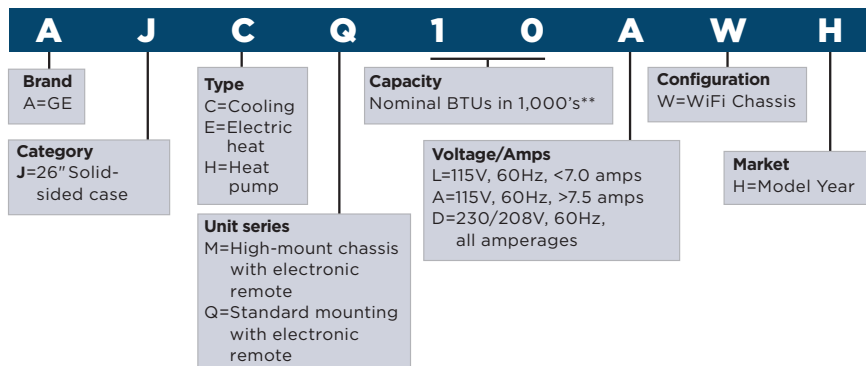 A J C Q 1 0 A W H
Brand
A=GE
Category
J=26" Solid-
sided case
Type
C=Cooling
E=Electric
heat
H=Heat
pump
Unit series
M=High-mount chassis
with electronic
remote
Q=Standard mounting
with electronic
remote
Capacity
Nominal BTUs in 1,000's**
Voltage/Amps
L=115V, 60Hz, <7.0 amps
A=115V, 60Hz, >7.5 amps
D=230/208V, 60Hz,
all amperages
Configuration
W=WiFi Chassis
Market
H=Model Year